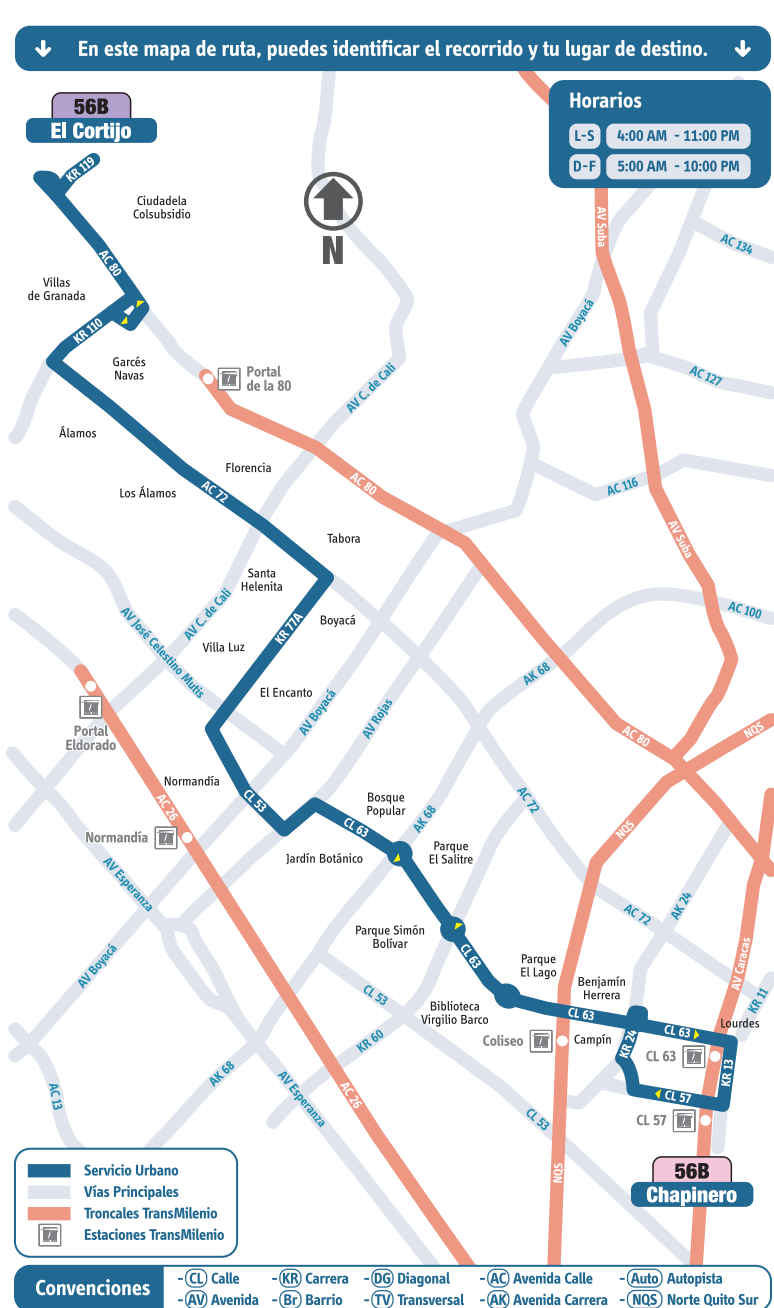 En este mapa de ruta, puedes identificar el recorrido y tu lugar de destino.
56B
El Cortijo
Horarios
L-S 4:00 AM - 11:00 PM
D-F 5:00 AM - 10:00 PM
KR 119
Ciudadela
Colsubsidio
N
AV Suba
AC 134
AC 80
Villas
de Granada
KR 110
AV Boyacá
Garcés
Navas
Portal
de la 80
AV C. de Cali
AC 127
Álamos
Florencia
Los Álamos
AC 72
AC 80
AC 116
Tabora
AV Suba
Santa
Helenita
AV C. de Cali
AV José Celestino Mutis
KR 77A
Boyacá
AC 100
Villa Luz
AK 68
El Encanto
AV Boyacá
AV Rojas
Portal
Eldorado
AC 80
NQS
Normandía
AC 26
CL 53
Bosque
Popular
AK 68
AC 72
CL 63
Normandía
Jardín Botánico
Parque
El Salitre
NQS
AV Esperanza
AK 24
AC 72
Parque Simón
Bolívar
CL 63
AV Boyacá
Parque
El Lago
AV Caracas
CL 53
Benjamín
Herrera
KR 11
Biblioteca
Virgilio Barco
CL 63
CL 63
Lourdes
Coliseo
Campín
KR 24
CL 63
KR 60
KR 13
AC 13
AK 68
AV Esperanza
AC 26
CL 57
CL 53
CL 57
NQS
56B
Chapinero
Servicio Urbano
Vías Principales
Troncales TransMilenio
Estaciones TransMilenio
Convenciones
- CL Calle - KR Carrera - DG Diagonal - AC Avenida Calle - Auto Autopista
- AV Avenida - Br Barrio - TV Transversal - AK Avenida Carrera - NQS Norte Quito Sur